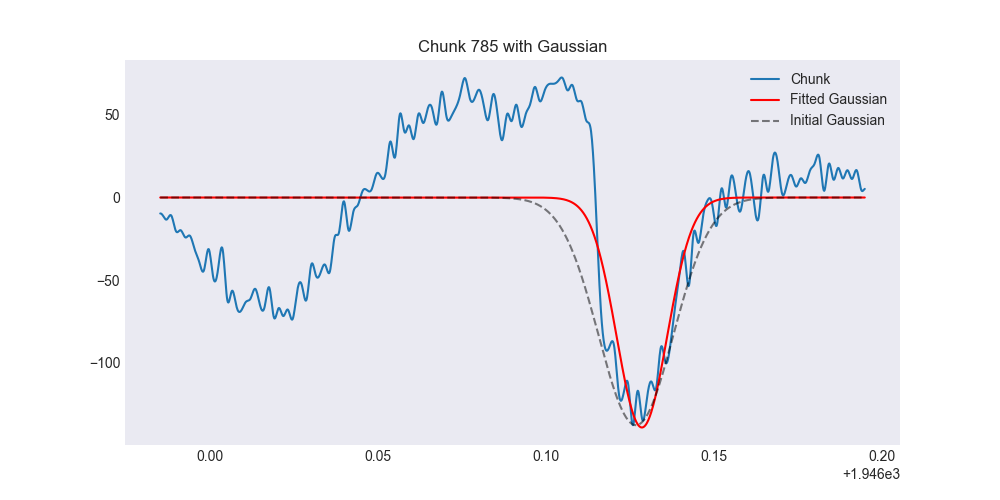 Chunk 785 with Gaussian
Chunk
Fitted Gaussian
Initial Gaussian
50
0
−50
−100
0.00 0.05 0.10 0.15 0.20
+1.946e3